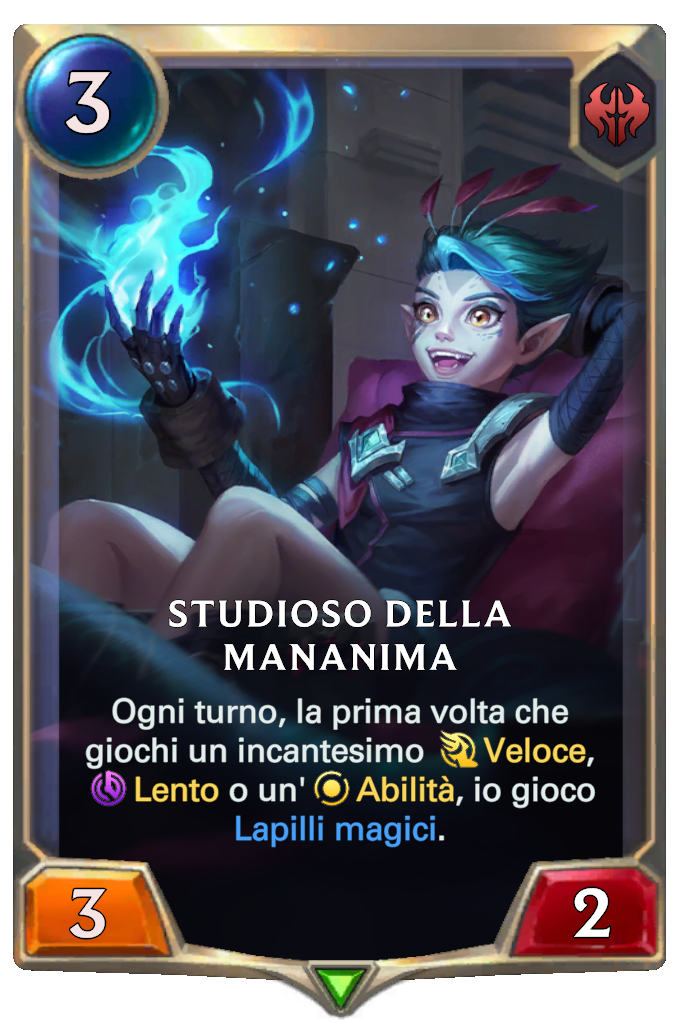 3
STUDIOSO DELLA
MANANIMA
Ogni turno, la prima volta che
giochi un incantesimo Veloce,
Lento o un' Abilità, io gioco
Lapilli magici.
3 2